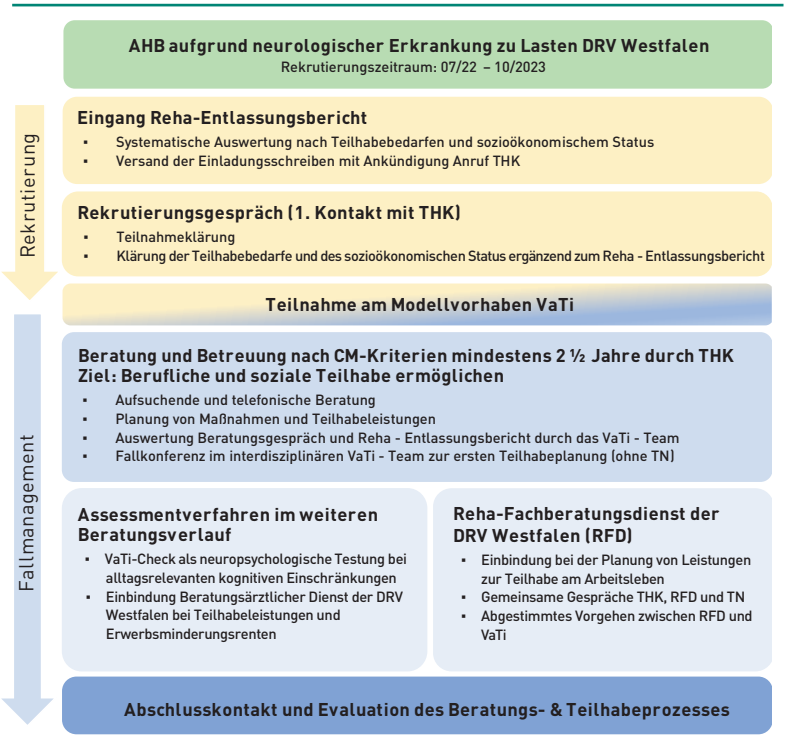 AHB aufgrund neurologischer Erkrankung zu Lasten DRV Westfalen
Rekrutierungszeitraum: 07/22 – 10/2023
Rekrutierung
Eingang Reha-Entlassungsbericht
▪ Systematische Auswertung nach Teilhabebedarfen und sozioökonomischem Status
▪ Versand der Einladungsschreiben mit Ankündigung Anruf THK
Rekrutierungsgespräch (1. Kontakt mit THK)
▪ Teilnahmeklärung
▪ Klärung der Teilhabebedarfe und des sozioökonomischen Status ergänzend zum Reha - Entlassungsbericht
Teilnahme am Modellvorhaben VaTi
Fallmanagement
Beratung und Betreuung nach CM-Kriterien mindestens 2 ½ Jahre durch THK
Ziel: Berufliche und soziale Teilhabe ermöglichen
▪ Aufsuchende und telefonische Beratung
▪ Planung von Maßnahmen und Teilhabeleistungen
▪ Auswertung Beratungsgespräch und Reha - Entlassungsbericht durch das VaTi - Team
▪ Fallkonferenz im interdisziplinären VaTi - Team zur ersten Teilhabeplanung (ohne TN)
Assessmentverfahren im weiteren
Beratungsverlauf
▪ VaTi-Check als neuropsychologische Testung bei
alltagsrelevanten kognitiven Einschränkungen
▪ Einbindung Beratungsärztlicher Dienst der DRV
Westfalen bei Teilhabeleistungen und
Erwerbsminderungsrenten
Reha-Fachberatungsdienst der
DRV Westfalen (RFD)
▪ Einbindung bei der Planung von Leistungen
zur Teilhabe am Arbeitsleben
▪ Gemeinsame Gespräche THK, RFD und TN
▪ Abgestimmtes Vorgehen zwischen RFD und
VaTi
Abschlusskontakt und Evaluation des Beratungs- & Teilhabeprozesses